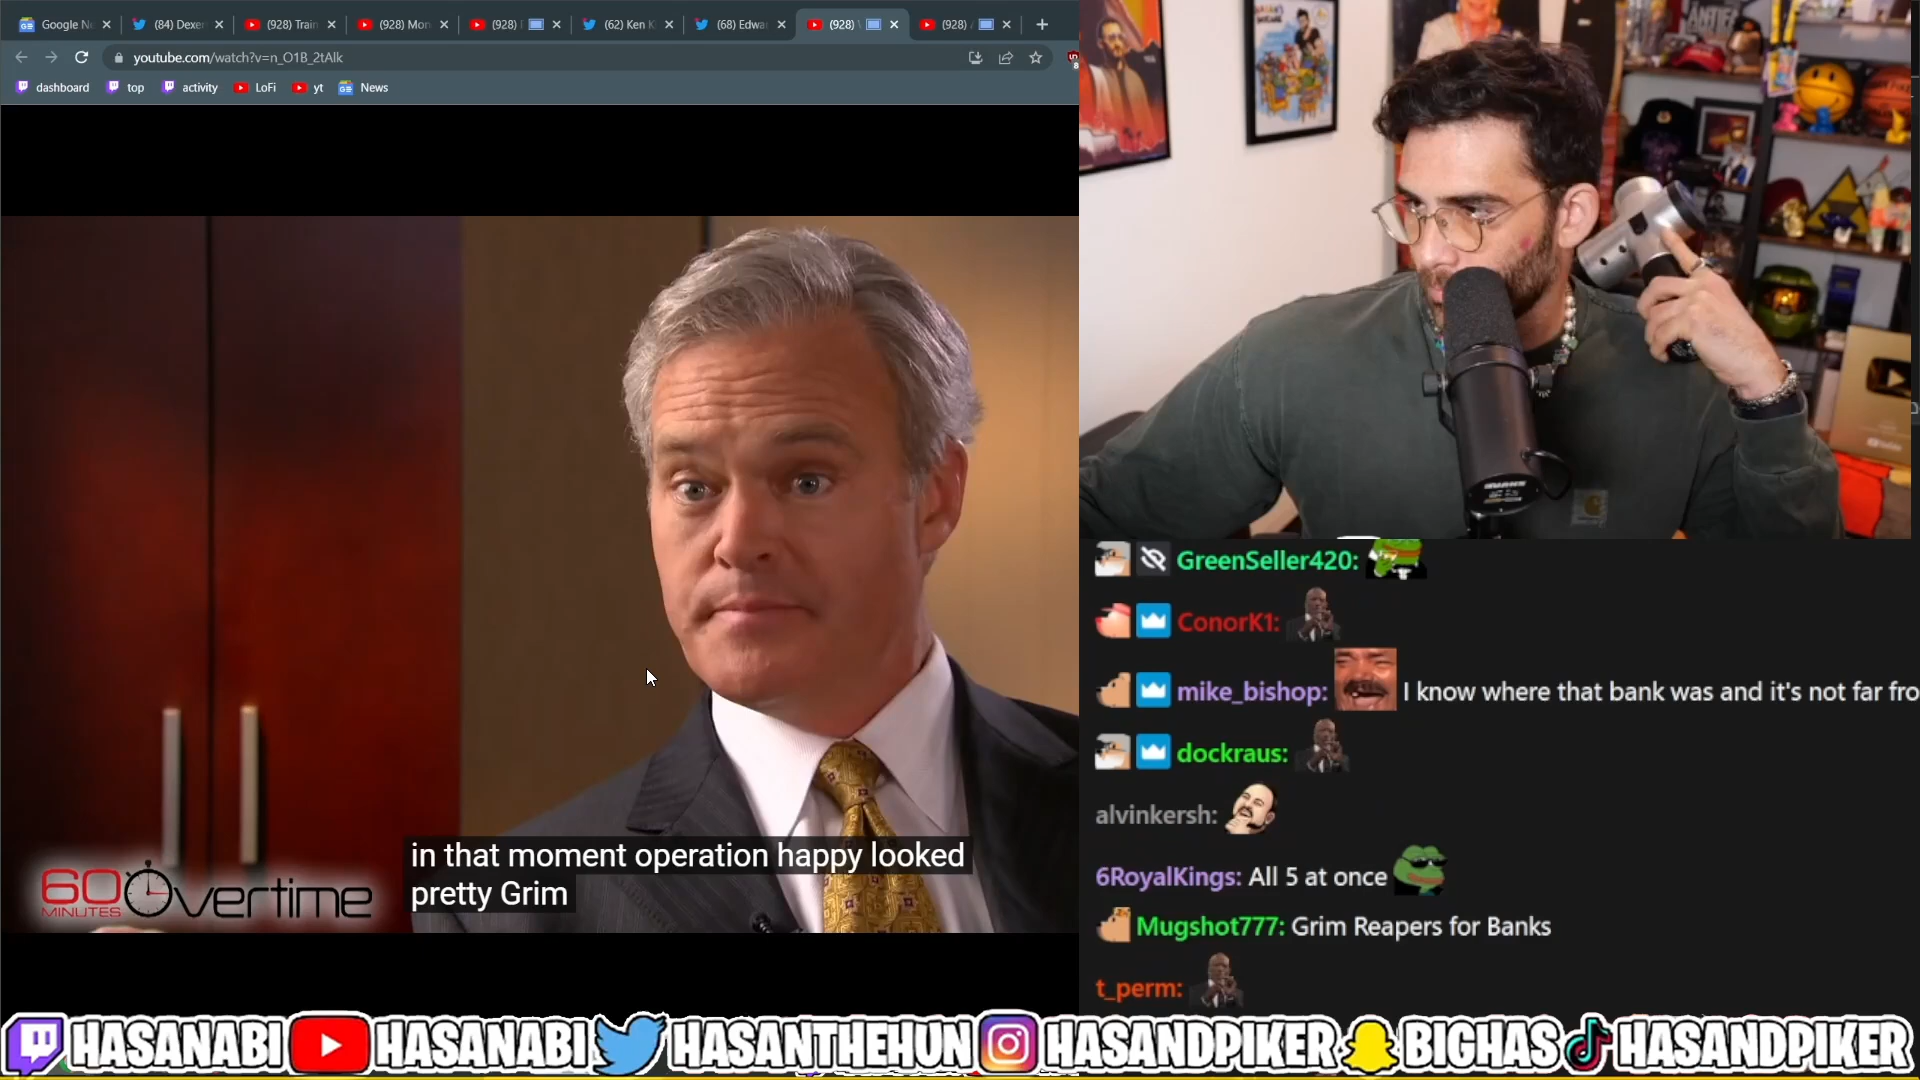 Google Ne
(84) Dexer
(928) Train
(928) Mon
(928)
(62) Ken K
(68) Edwa
(928)
(928)
youtube.com/watch?v=n_O1B_2tAlk
dashboard
top
activity
LoFi
yt
News
in that moment operation happy looked
pretty Grim
60 Overtime
MINUTES
GreenSeller420:
ConorK1:
mike_bishop: I know where that bank was and it's not far fro
dockraus:
alvinkersh:
6RoyalKings: All 5 at once
Mugshot777: Grim Reapers for Banks
t_perm:
HASANABI HASANABI HASANTHEHUN HASANDPIKER BIGHAS HASANDPIKER